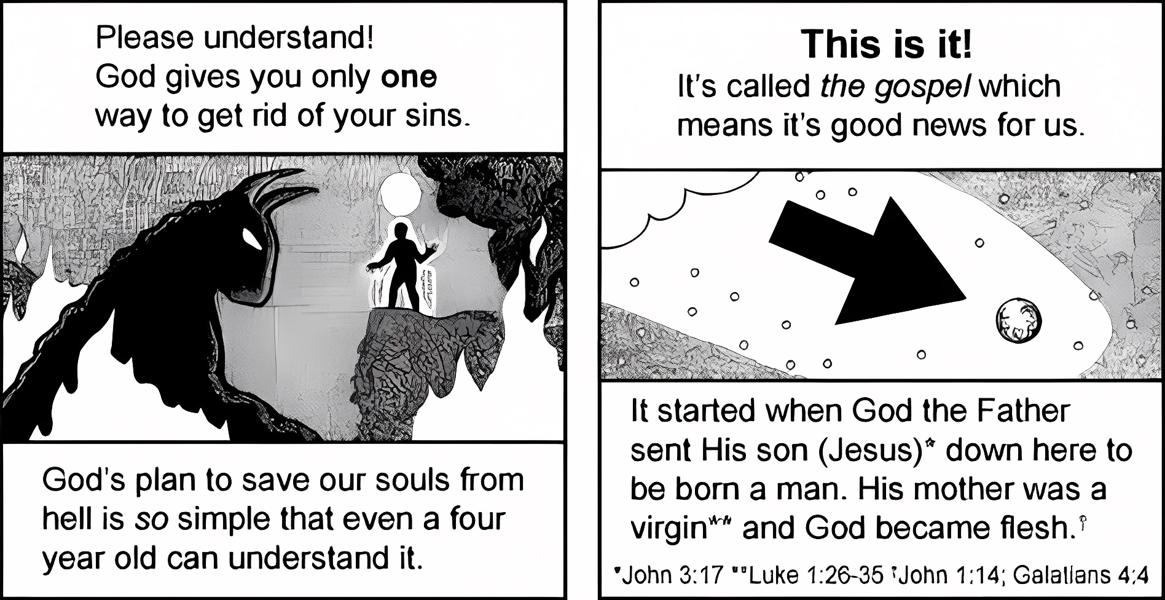 Please understand!
God gives you only one
way to get rid of your sins.
God's plan to save our souls from
hell is so simple that even a four
year old can understand it.
This is it!
It's called the gospel which
means it's good news for us.
It started when God the Father
sent His son (Jesus)* down here to
be born a man. His mother was a
virgin** and God became flesh.†
*John 3:17 **Luke 1:26-35 †John 1:14; Galatians 4:4